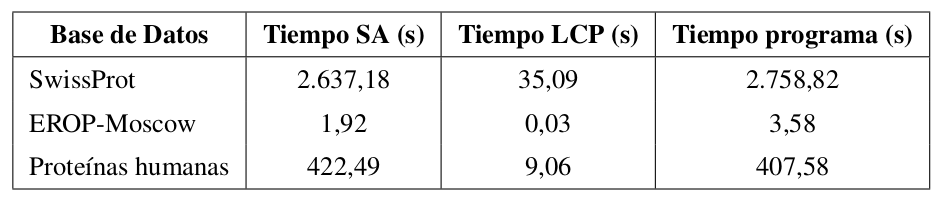 Base de Datos Tiempo SA (s) Tiempo LCP (s) Tiempo programa (s)
SwissProt 2.637,18 35,09 2.758,82
EROP-Moscow 1,92 0,03 3,58
Proteínas humanas 422,49 9,06 407,58